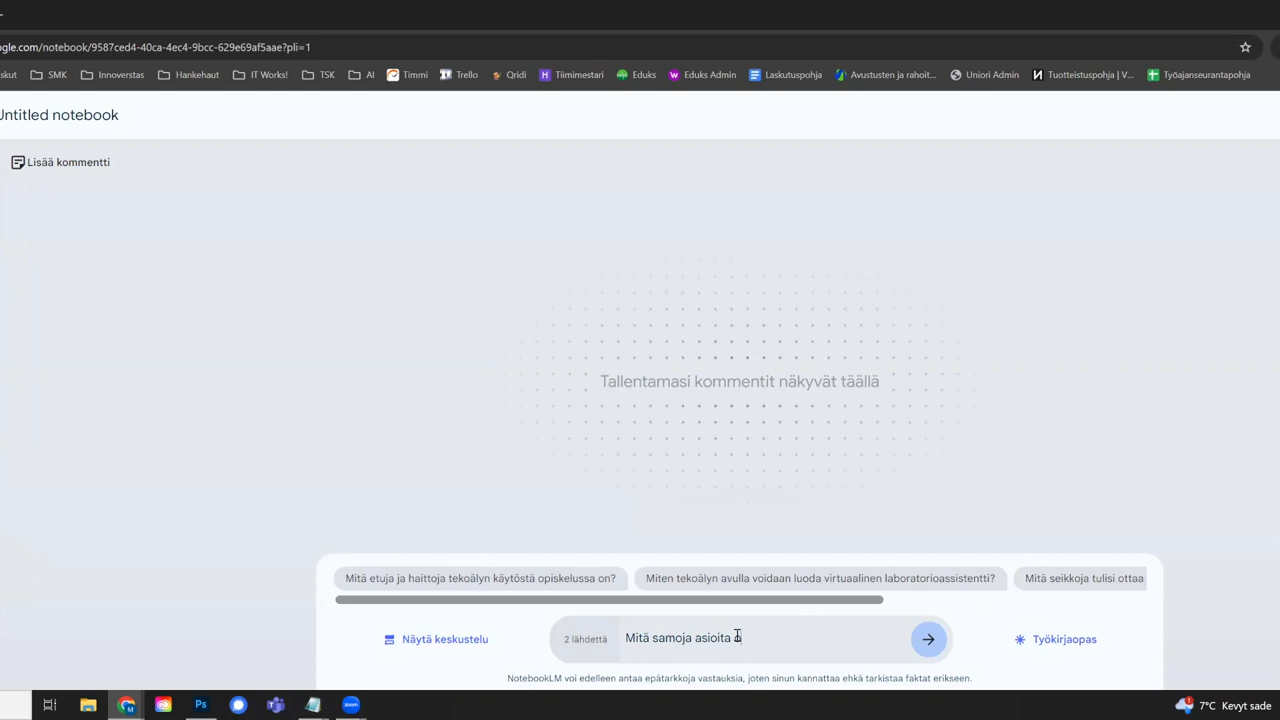 ogle.com/notebook/9587ced4-40ca-4ec4-9bcc-629e69af5aae?pli=1
skut SMK Innoverstas Hankehaut IT Works! TSK AI Timmi Trello Qridi Tiimimestari Eduks Eduks Admin Laskutuspohja Avustusten ja rahoit... Uniori Admin Tuotteistuspohja | V... Työajanseurantapohja
Untitled notebook
Lisää kommentti
Tallentamasi kommentit näkyvät täällä
Mitä etuja ja haittoja tekoälyn käytöstä opiskelussa on? Miten tekoälyn avulla voidaan luoda virtuaalinen laboratorioassistentti? Mitä seikkoja tulisi ottaa
Näytä keskustelu 2 lähdettä Mitä samoja asioita Työkirjaopas
NotebookLM voi edelleen antaa epätarkkoja vastauksia, joten sinun kannattaa ehkä tarkistaa faktat erikseen.
Ps zoom 7°C Kevyt sade